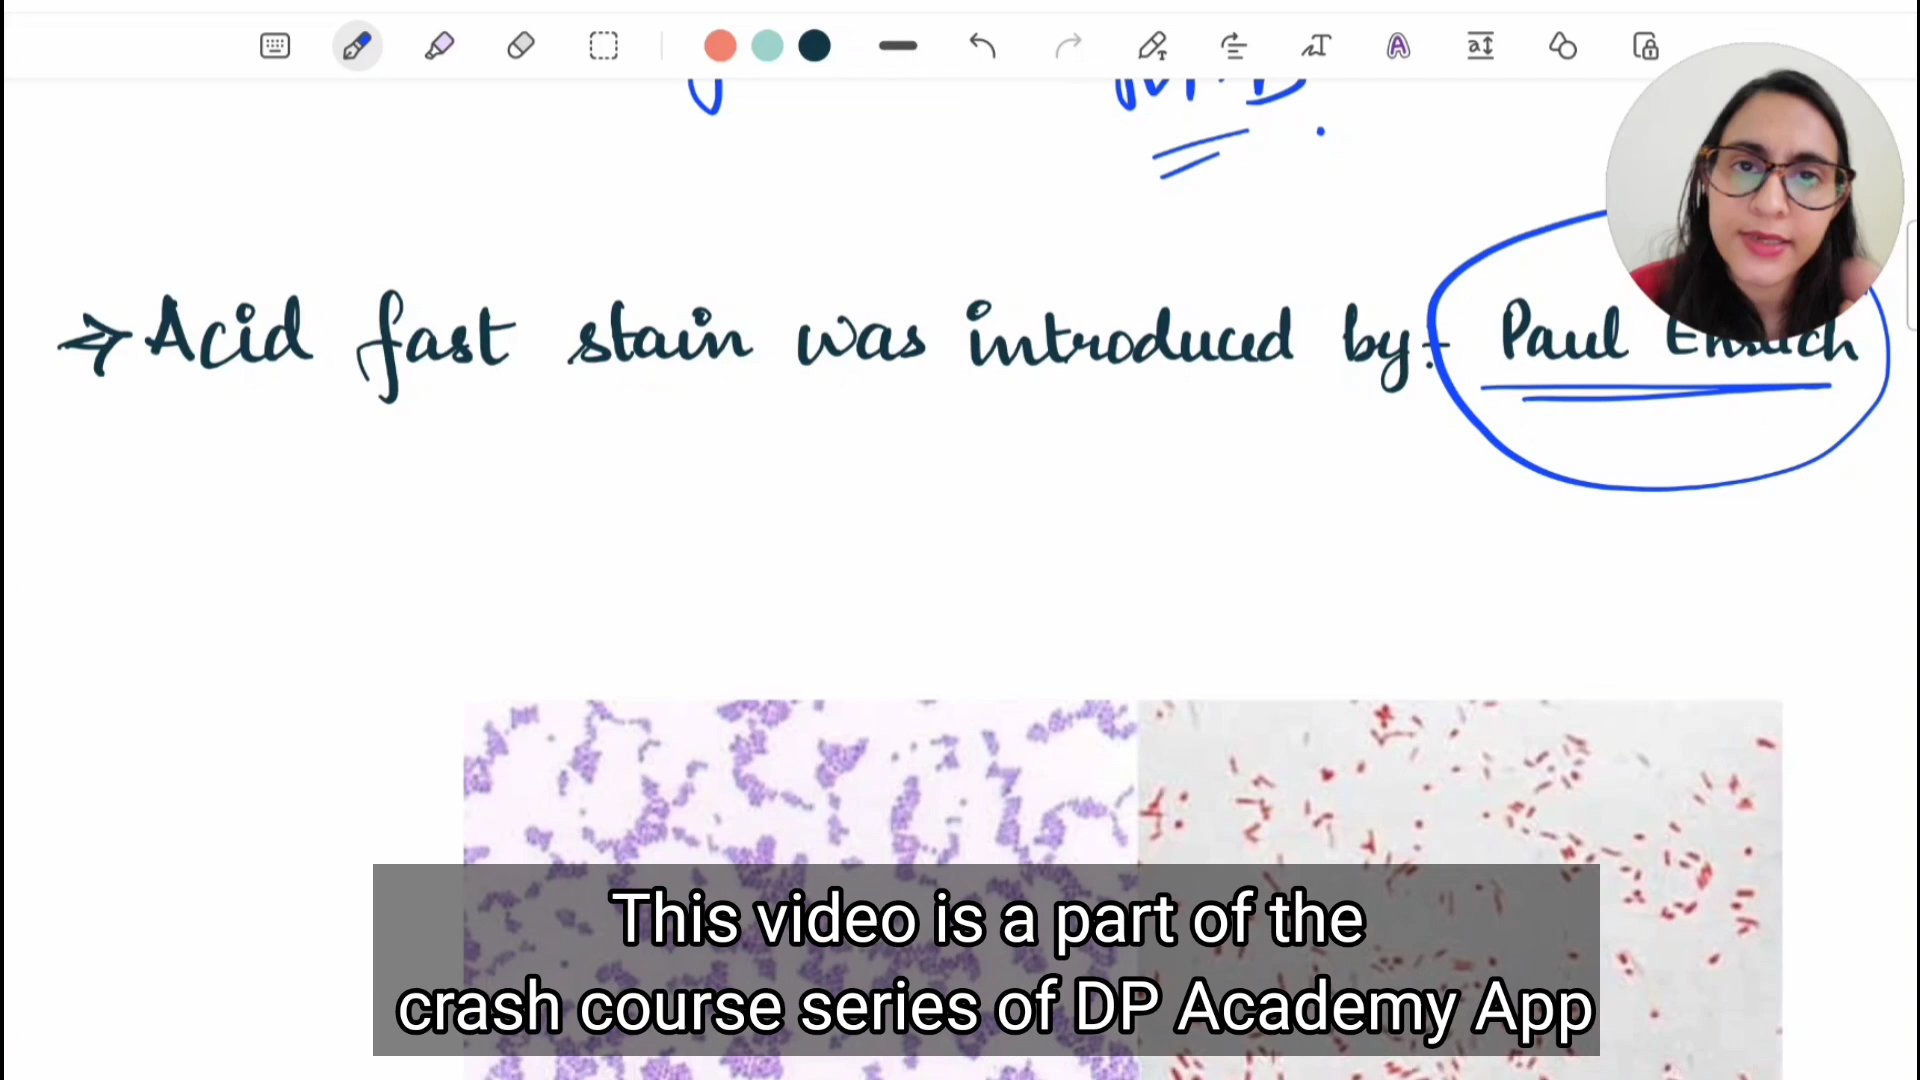 → Acid fast stain was introduced by:- Paul Ehrlich
This video is a part of the
crash course series of DP Academy App